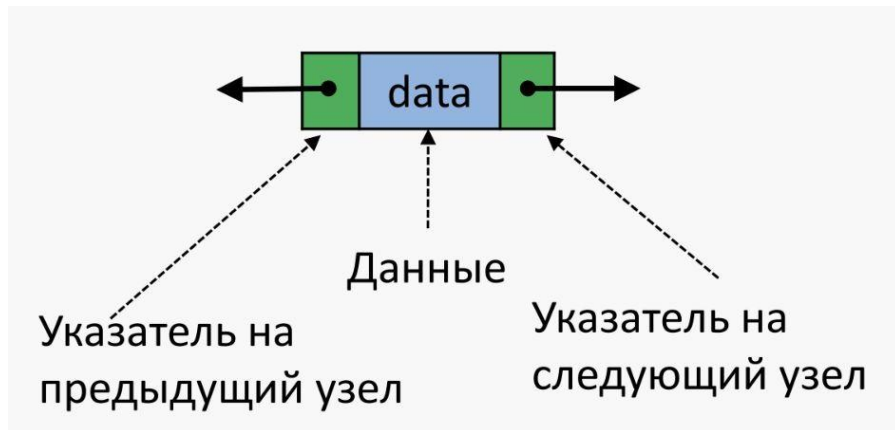 data
Данные
Указатель на
предыдущий узел
Указатель на
следующий узел